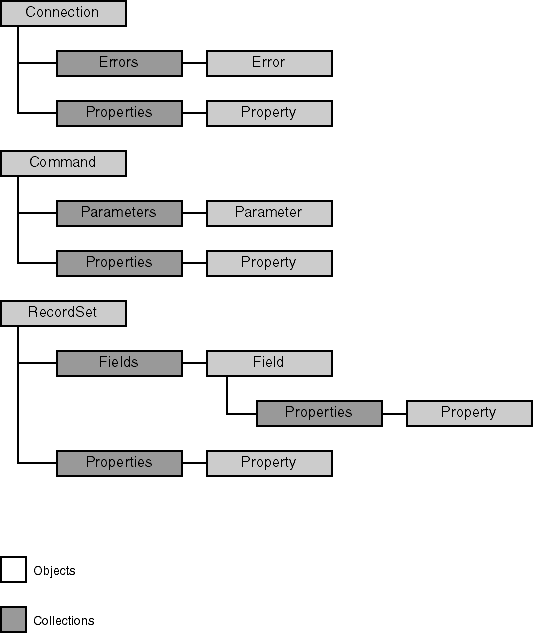 Connection
Errors Error
Properties Property
Command
Parameters Parameter
Properties Property
RecordSet
Fields Field
Properties Property
Properties Property
Objects
Collections